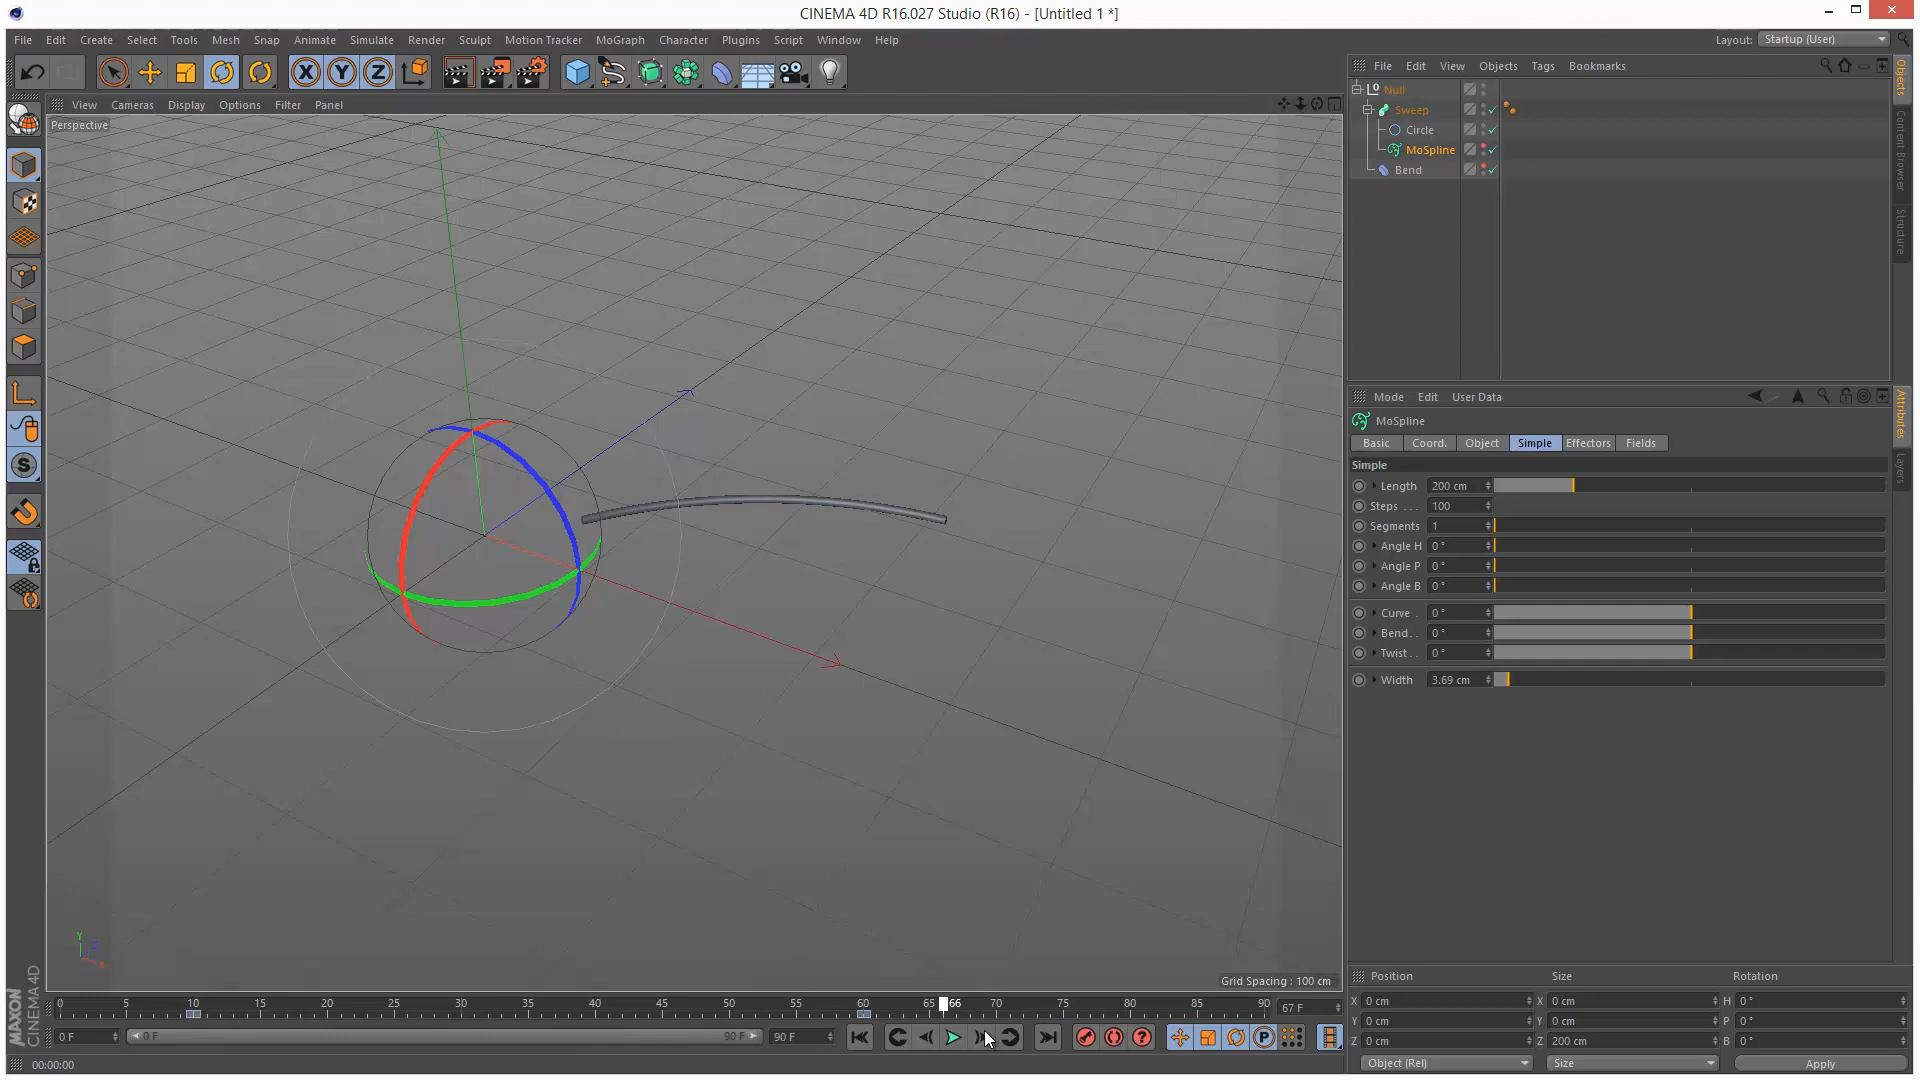 CINEMA 4D R16.027 Studio (R16) - [Untitled 1 *]
File Edit Create Select Tools Mesh Snap Animate Simulate Render Sculpt Motion Tracker MoGraph Character Plugins Script Window Help
Layout: Startup (User)
X Y Z
File Edit View Objects Tags Bookmarks
Null
Sweep
Circle
MoSpline
Bend
Objects
Content Browser
Structure
View Cameras Display Options Filter Panel
Perspective
Mode Edit User Data
MoSpline
Basic Coord. Object Simple Effectors Fields
Simple
Length 200 cm
Steps . . . 100
Segments 1
Angle H 0 °
Angle P 0 °
Angle B 0 °
Curve . 0 °
Bend . . 0 °
Twist . . 0 °
Width 3.69 cm
Attributes
Layers
Y
Z
X
Grid Spacing : 100 cm
0 5 10 15 20 25 30 35 40 45 50 55 60 65 66 70 75 80 85 90 67 F
0 F 0 F 90 F 90 F
00:00:00
MAXON
CINEMA 4D
Position Size Rotation
X 0 cm X 0 cm H 0 °
Y 0 cm Y 0 cm P 0 °
Z 0 cm Z 200 cm B 0 °
Object (Rel) Size Apply